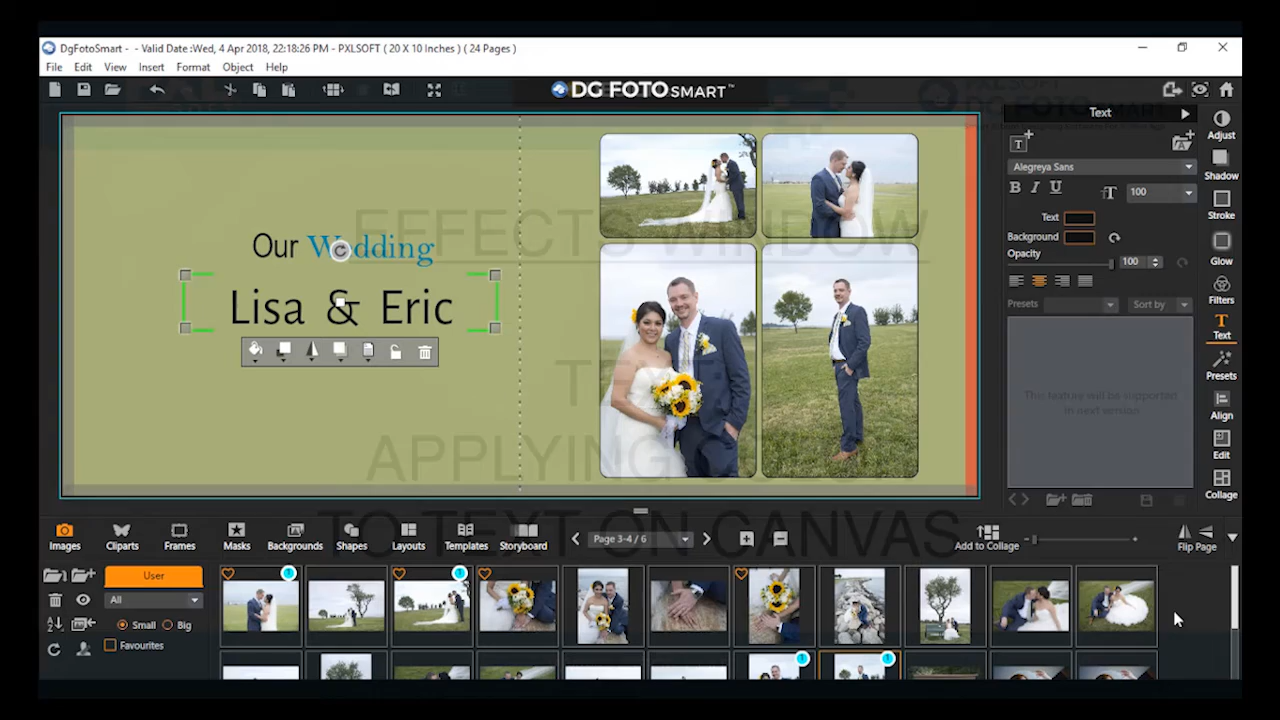 DgFotoSmart - - Valid Date :Wed, 4 Apr 2018, 22:18:26 PM - PXLSOFT ( 20 X 10 Inches ) ( 24 Pages )
File Edit View Insert Format Object Help
DG FOTO SMART™
Text
Adjust
Shadow
Alegreya Sans
B I U
100
Stroke
Text
Background
Glow
Opacity
100
Filters
Presets
Sort by
Text
This feature will be supported
in next version
Presets
Align
Edit
Collage
EFFECTS WINDOW
Our Wedding
Lisa & Eric
TEXT:
APPLYING
TO TEXT ON CANVAS
Images Cliparts Frames Masks Backgrounds Shapes Layouts Templates Storyboard
Page 3-4 / 6
Add to Collage
Flip Page
User
All
Small Big
Favourites